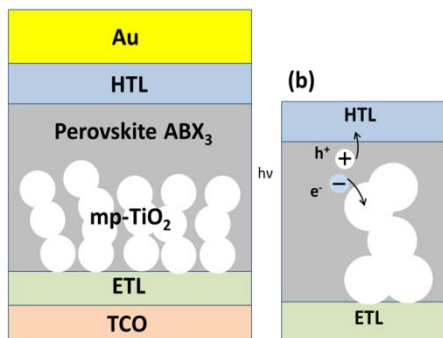 Au
HTL
Perovskite ABX₃
mp-TiO₂
ETL
TCO
hν
(b)
HTL
h⁺
+
e⁻
−
ETL